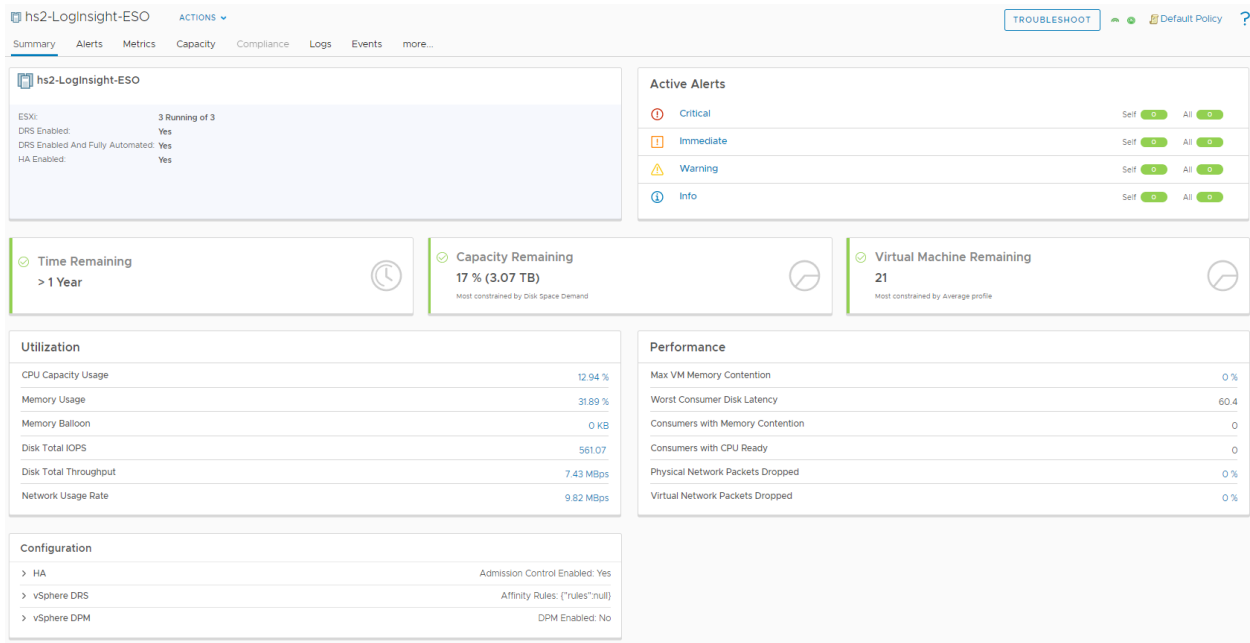 hs2-LogInsight-ESO ACTIONS TROUBLESHOOT Default Policy ?
Summary Alerts Metrics Capacity Compliance Logs Events more...
hs2-LogInsight-ESO
ESXi: 3 Running of 3
DRS Enabled: Yes
DRS Enabled And Fully Automated: Yes
HA Enabled: Yes
Active Alerts
Critical Self 0 All 0
Immediate Self 0 All 0
Warning Self 0 All 0
Info Self 0 All 0
Time Remaining
> 1 Year
Capacity Remaining
17 % (3.07 TB)
Most constrained by Disk Space Demand
Virtual Machine Remaining
21
Most constrained by Average profile
Utilization
CPU Capacity Usage 12.94 %
Memory Usage 31.89 %
Memory Balloon 0 KB
Disk Total IOPS 561.07
Disk Total Throughput 7.43 MBps
Network Usage Rate 9.82 MBps
Performance
Max VM Memory Contention 0 %
Worst Consumer Disk Latency 60.4
Consumers with Memory Contention 0
Consumers with CPU Ready 0
Physical Network Packets Dropped 0 %
Virtual Network Packets Dropped 0 %
Configuration
HA Admission Control Enabled: Yes
vSphere DRS Affinity Rules: {"rules":null}
vSphere DPM DPM Enabled: No